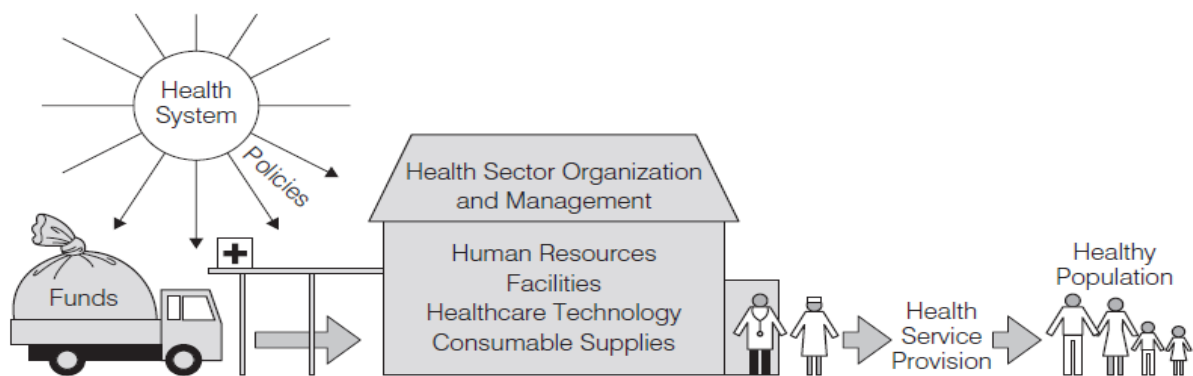 Health
System
Policies
Funds
Health Sector Organization
and Management
Human Resources
Facilities
Healthcare Technology
Consumable Supplies
Health
Service
Provision
Healthy
Population